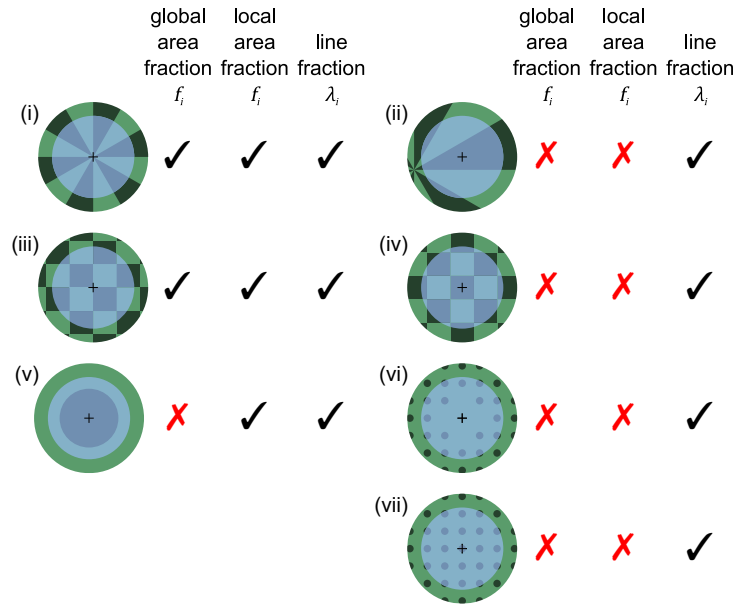 global local global local
area area line area area line
fraction fraction fraction fraction fraction fraction
f_i f_i λ_i f_i f_i λ_i
(i) ✓ ✓ ✓ (ii) ✗ ✗ ✓
(iii) ✓ ✓ ✓ (iv) ✗ ✗ ✓
(v) ✗ ✓ ✓ (vi) ✗ ✗ ✓
(vii) ✗ ✗ ✓